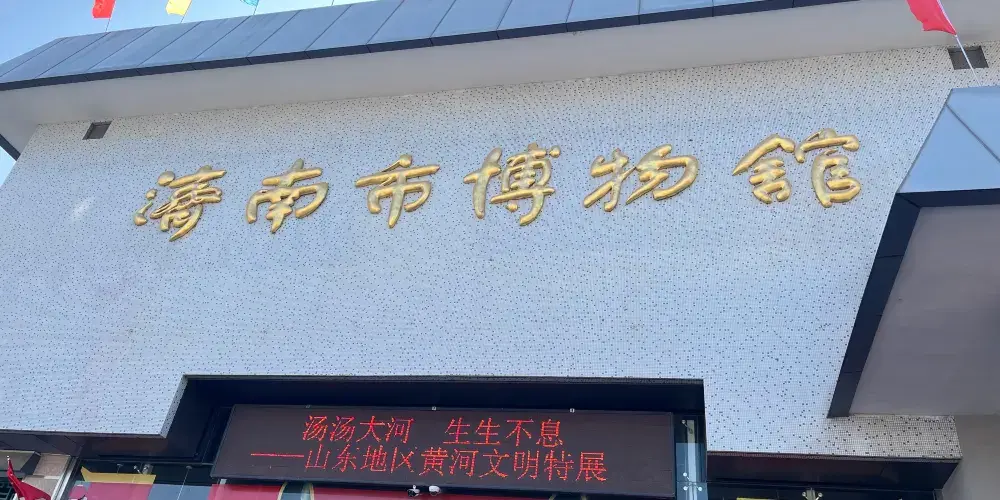 濟南市博物館
汤汤大河 生生不息
——山东地区黄河文明特展